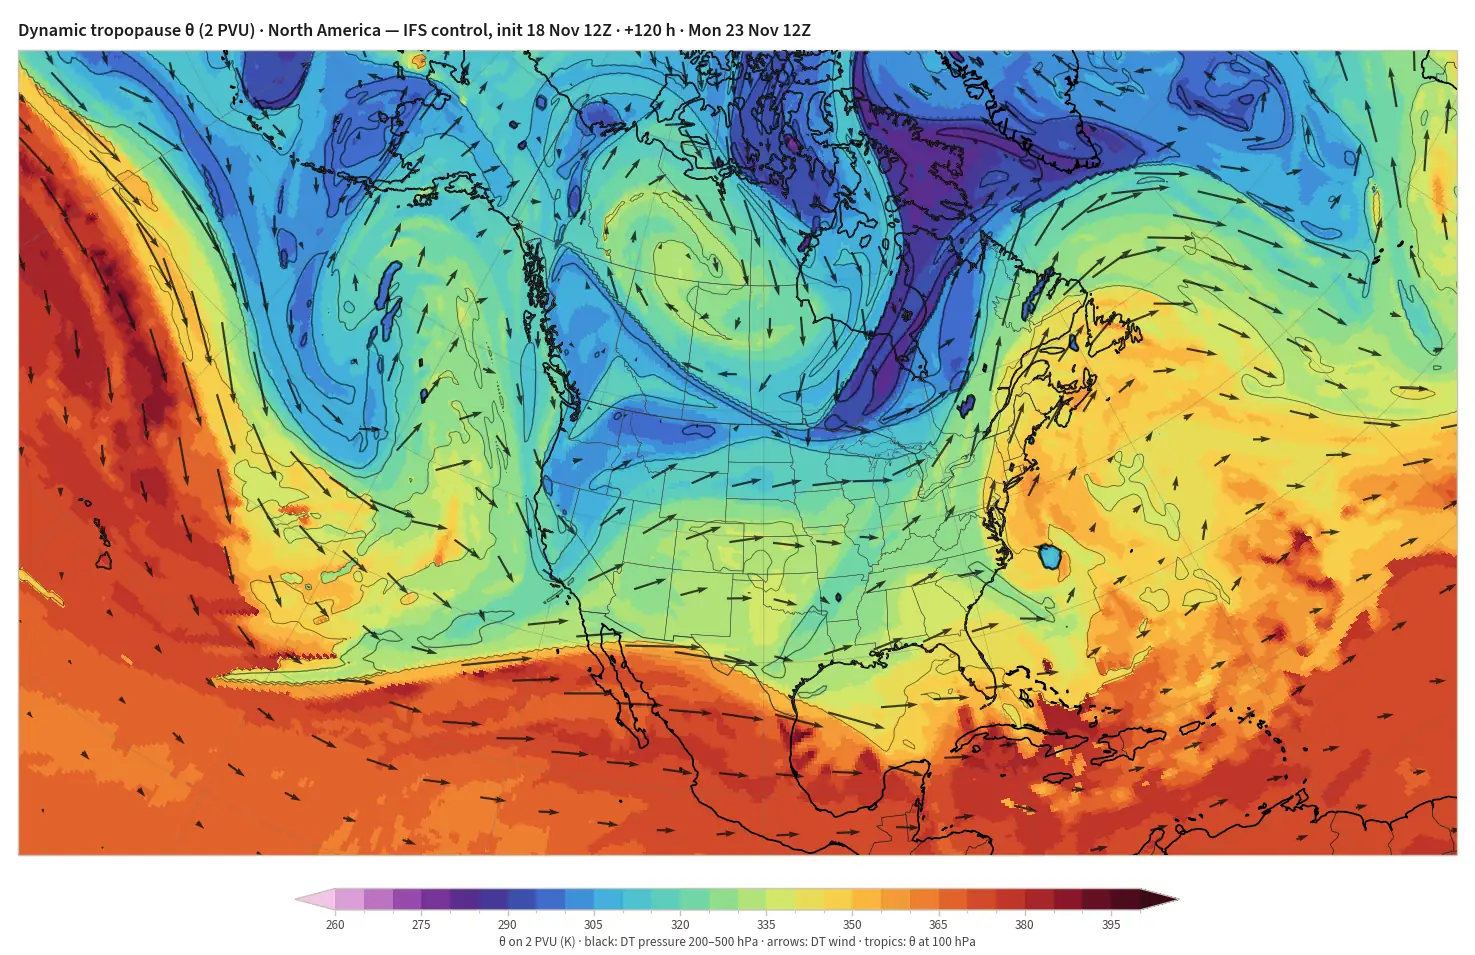 Dynamic tropopause θ (2 PVU) · North America — IFS control, init 18 Nov 12Z · +120 h · Mon 23 Nov 12Z
260 275 290 305 320 335 350 365 380 395
θ on 2 PVU (K) · black: DT pressure 200–500 hPa · arrows: DT wind · tropics: θ at 100 hPa